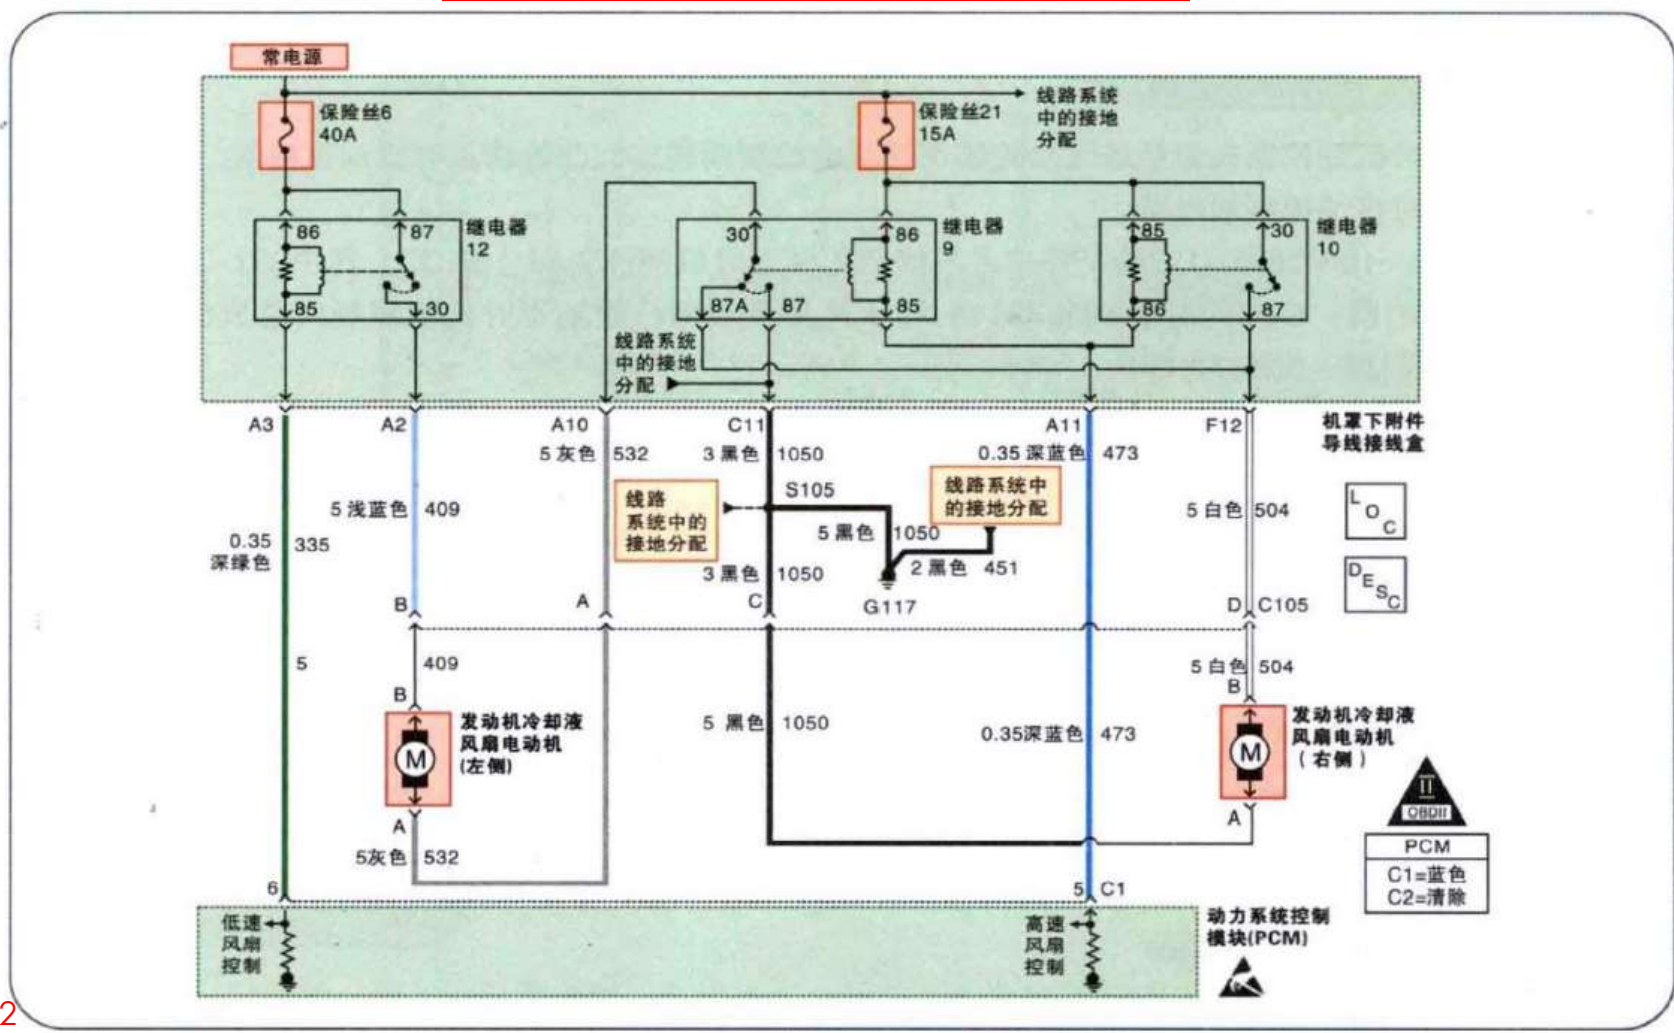 常电源
保险丝6
40A
保险丝21
15A
线路系统
中的接地
分配
86
87
继电器
12
85
30
30
86
继电器
9
87A
87
85
85
30
继电器
10
86
87
线路系统
中的接地
分配
A3
A2
A10
C11
A11
F12
机罩下附件
导线接线盒
5灰色
532
3黑色
1050
0.35 深蓝色
473
S105
线路
系统中的
接地分配
线路系统中
的接地分配
L
O
C
5 浅蓝色
409
5 白色
504
0.35
深绿色
335
5 黑色
1050
2 黑色
451
3 黑色
1050
G117
D
E
S
C
B
A
C
D
C105
5
409
B
5 白色
504
B
发动机冷却液
风扇电动机
(左侧)
M
5 黑色
1050
0.35深蓝色
473
发动机冷却液
风扇电动机
(右侧)
M
A
A
5灰色
532
II
OBDII
PCM
C1=蓝色
C2=清除
6
5
C1
低速
风扇
控制
高速
风扇
控制
动力系统控制
模块(PCM)
2